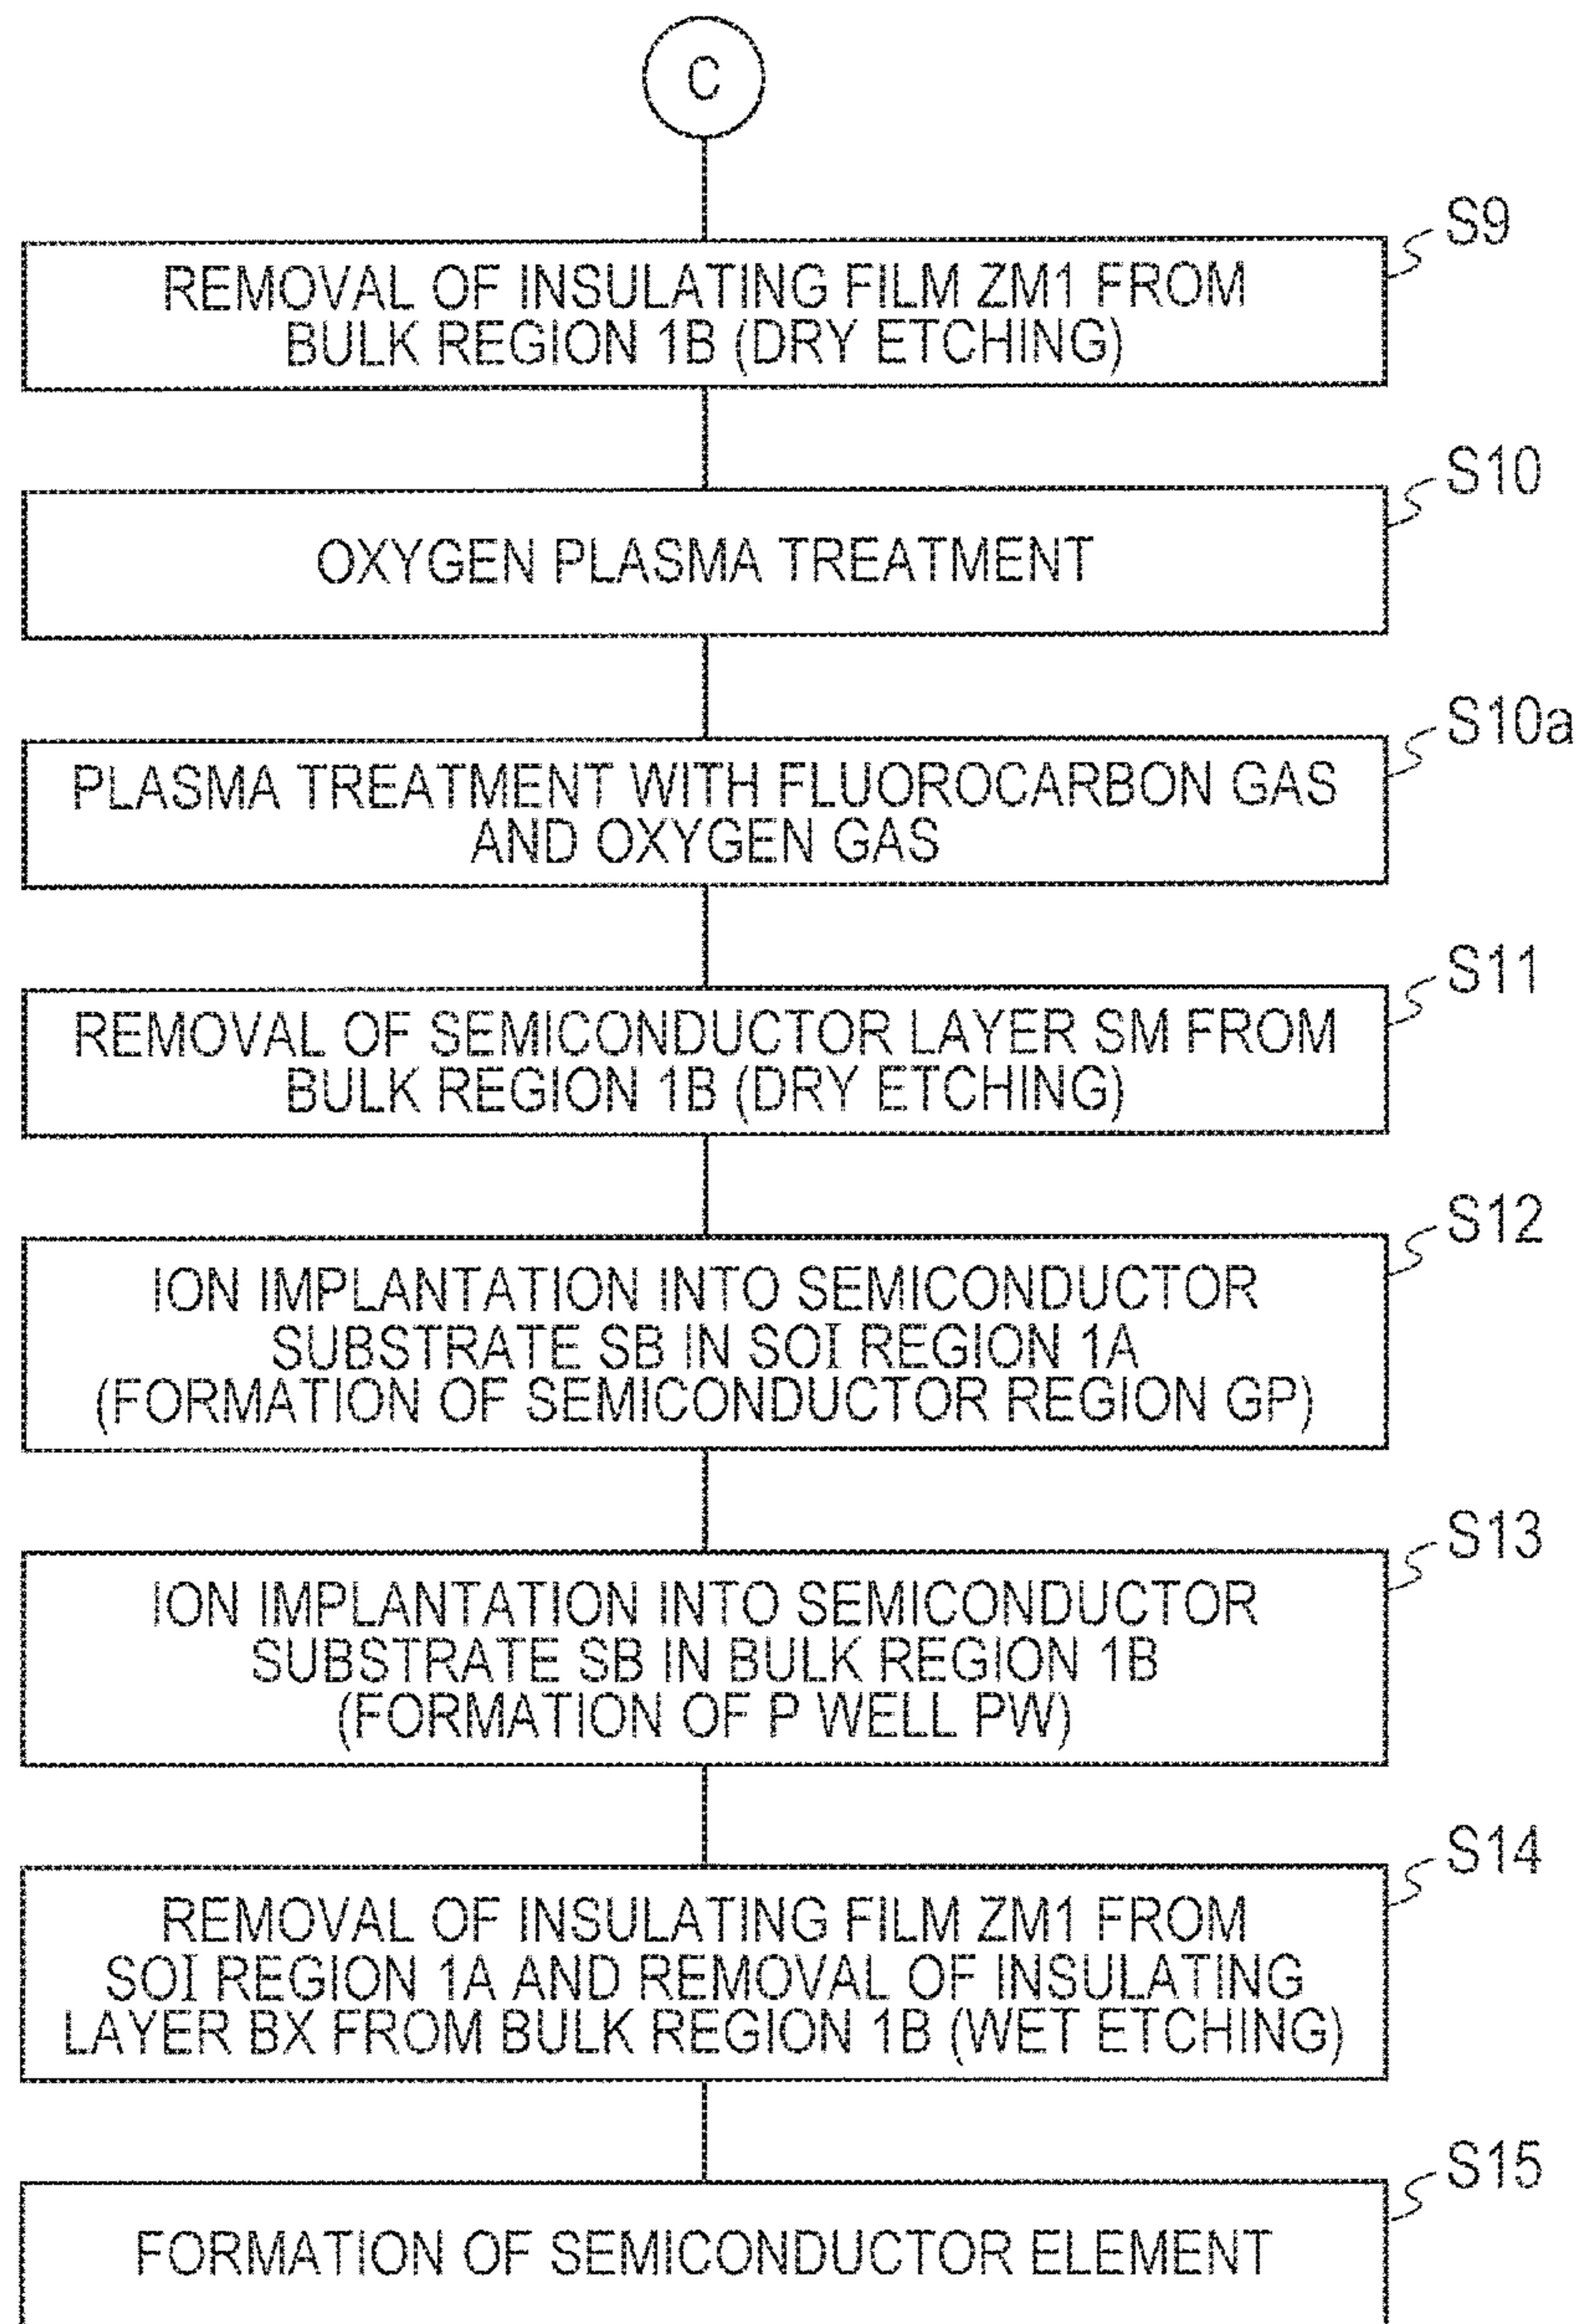 C
S9
REMOVAL OF INSULATING FILM ZM1 FROM
BULK REGION 1B (DRY ETCHING)
S10
OXYGEN PLASMA TREATMENT
S10a
PLASMA TREATMENT WITH FLUOROCARBON GAS
AND OXYGEN GAS
S11
REMOVAL OF SEMICONDUCTOR LAYER SM FROM
BULK REGION 1B (DRY ETCHING)
S12
ION IMPLANTATION INTO SEMICONDUCTOR
SUBSTRATE SB IN SOI REGION 1A
(FORMATION OF SEMICONDUCTOR REGION GP)
S13
ION IMPLANTATION INTO SEMICONDUCTOR
SUBSTRATE SB IN BULK REGION 1B
(FORMATION OF P WELL PW)
S14
REMOVAL OF INSULATING FILM ZM1 FROM
SOI REGION 1A AND REMOVAL OF INSULATING
LAYER BX FROM BULK REGION 1B (WET ETCHING)
S15
FORMATION OF SEMICONDUCTOR ELEMENT